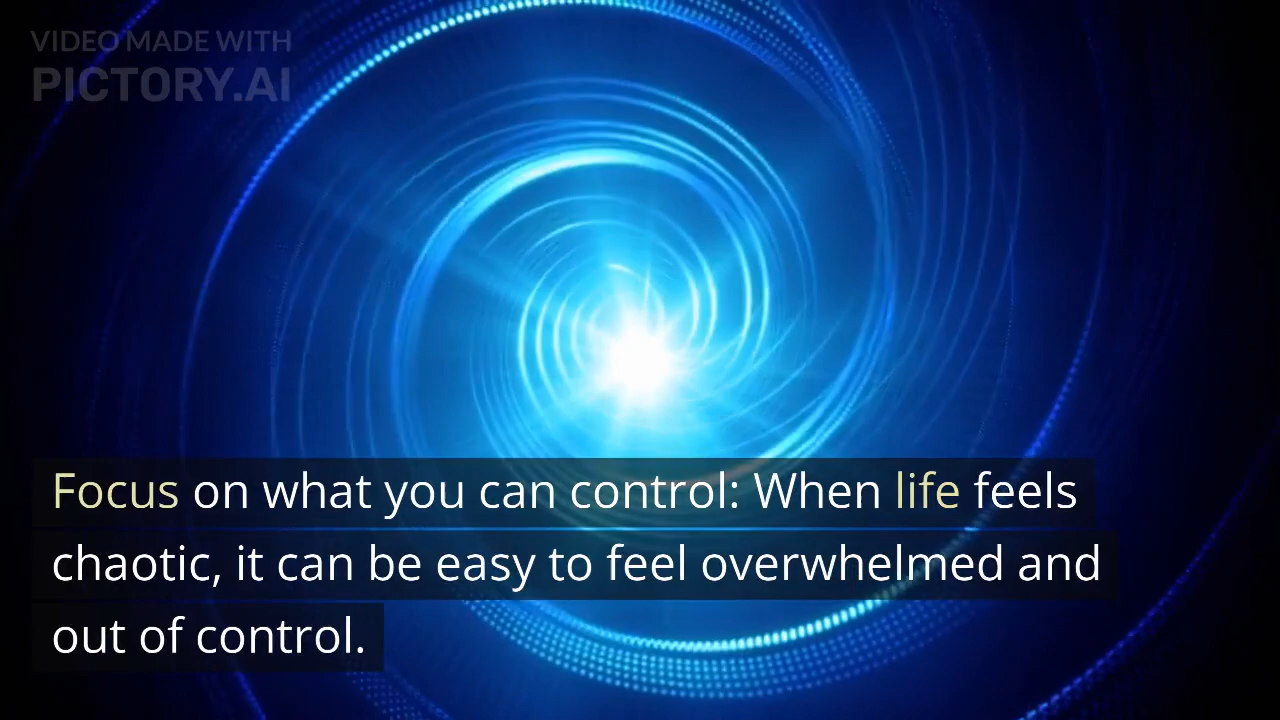 VIDEO MADE WITH
PICTORY.AI
Focus on what you can control: When life feels
chaotic, it can be easy to feel overwhelmed and
out of control.